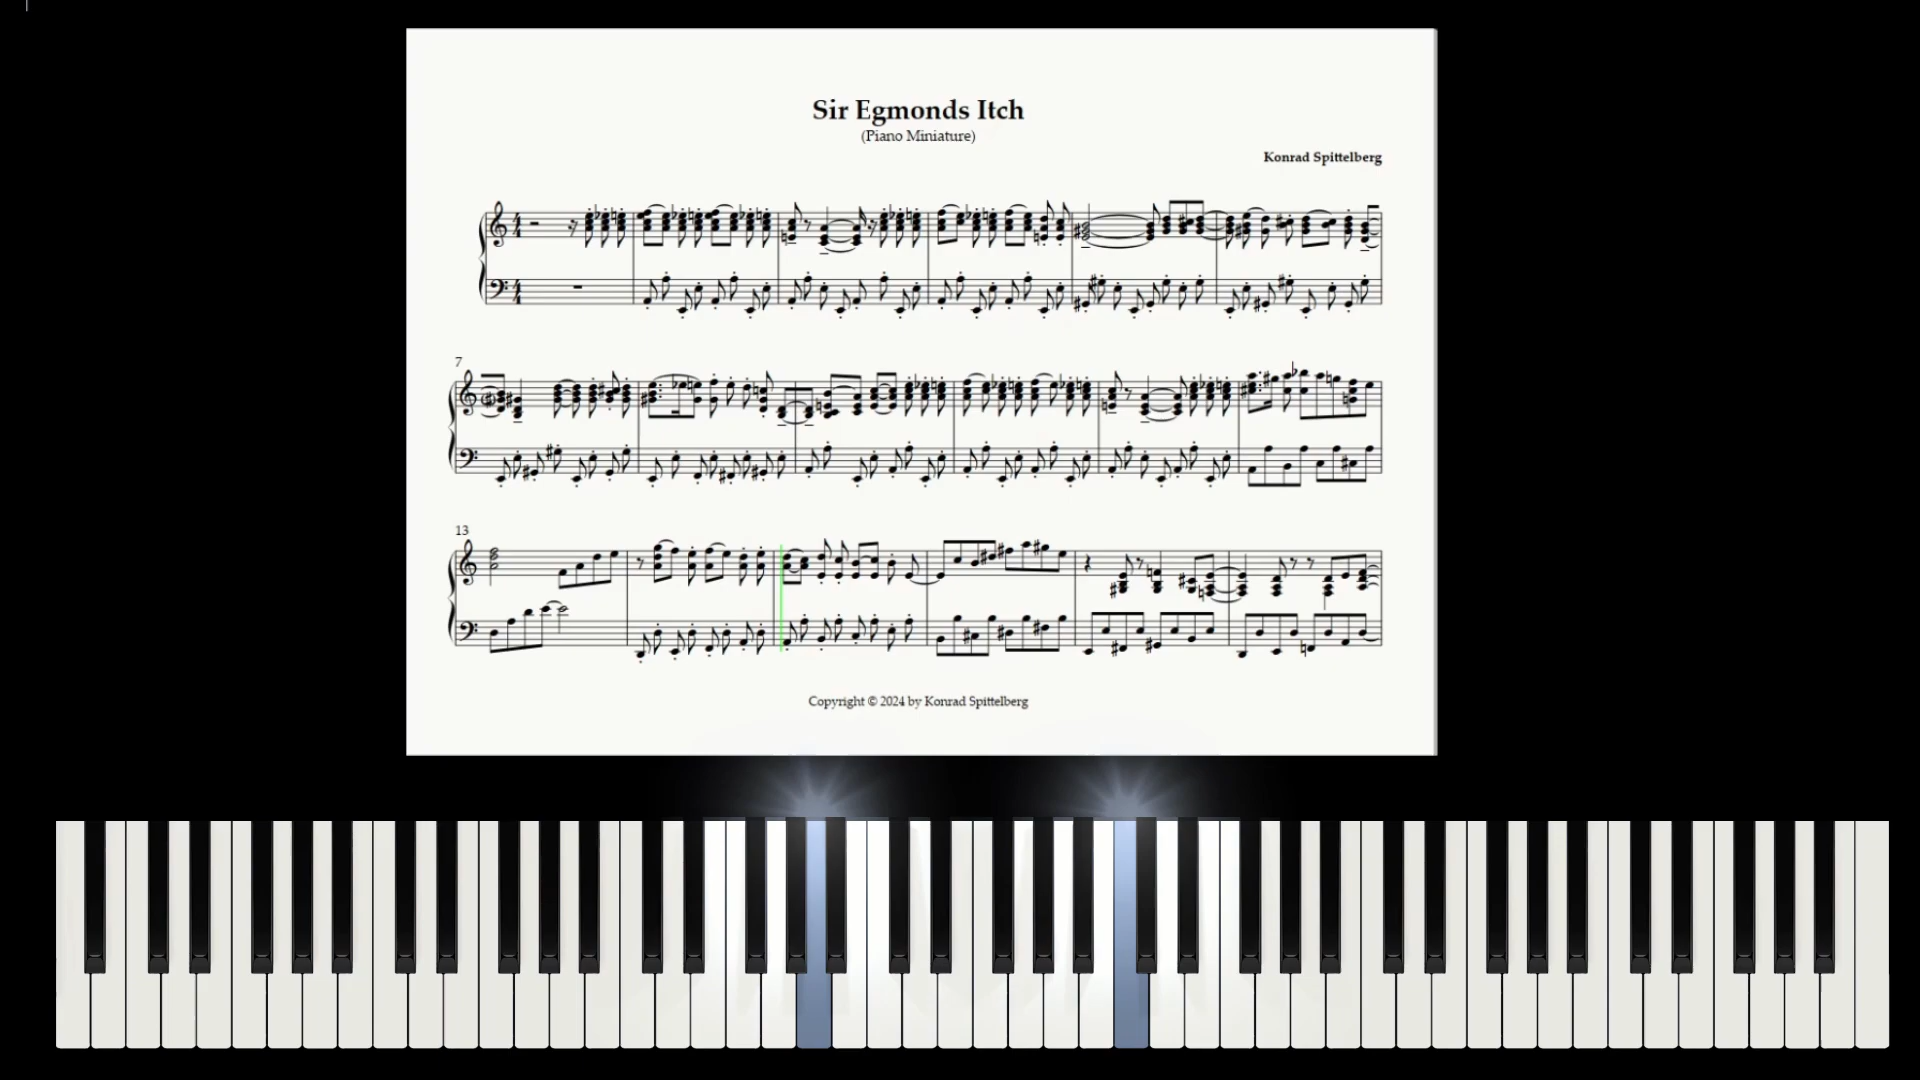 Sir Egmonds Itch
(Piano Miniature)
Konrad Spittelberg
7
13
Copyright © 2024 by Konrad Spittelberg